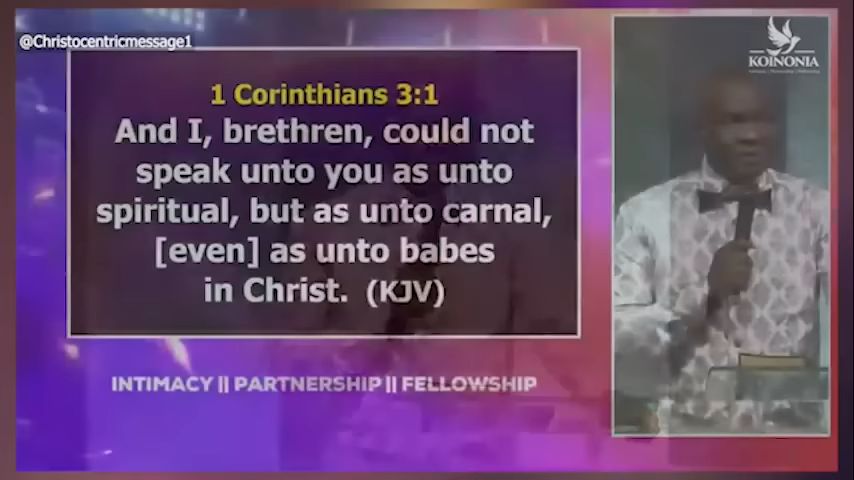 @Christocentricmessage1
KOINONIA
1 Corinthians 3:1
And I, brethren, could not
speak unto you as unto
spiritual, but as unto carnal,
[even] as unto babes
in Christ. (KJV)
INTIMACY || PARTNERSHIP || FELLOWSHIP